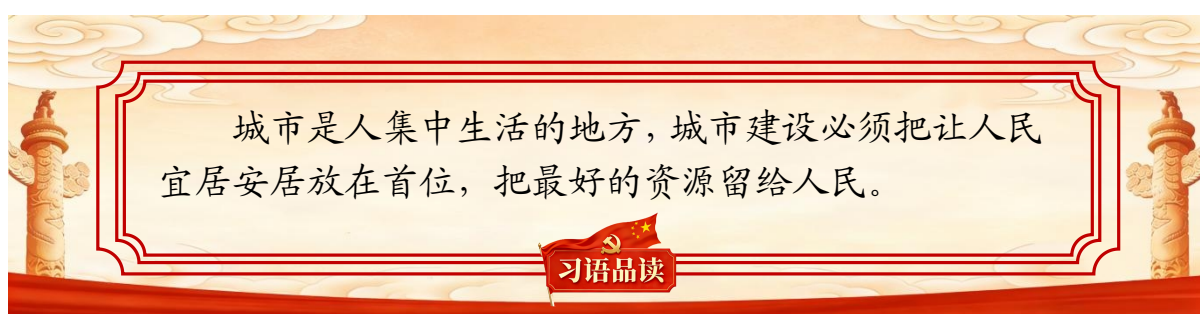 城市是人集中生活的地方，城市建设必须把让人民
宜居安居放在首位，把最好的资源留给人民。
习语品读